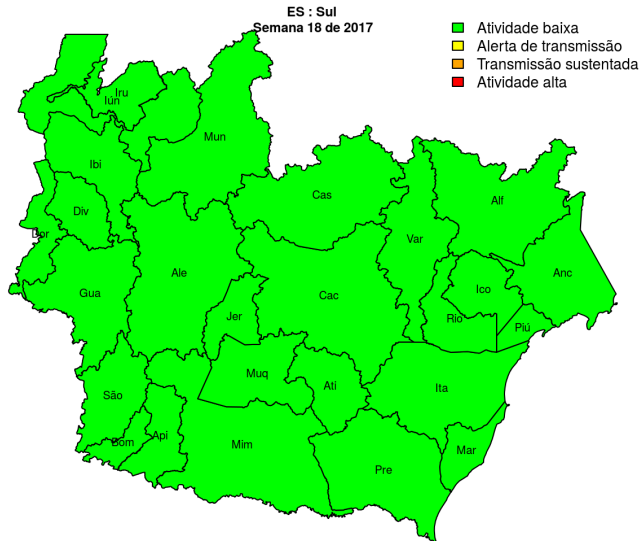 ES : Sul
Semana 18 de 2017
Atividade baixa
Alerta de transmissão
Transmissão sustentada
Atividade alta
Iru
Iún
Mun
Ibi
Cas
Alf
Div
Dor
Var
Ale
Anc
Gua
Cac
Ico
Jer
Rio
Piú
Muq
Ati
Ita
São
Api
Bom
Mim
Mar
Pre